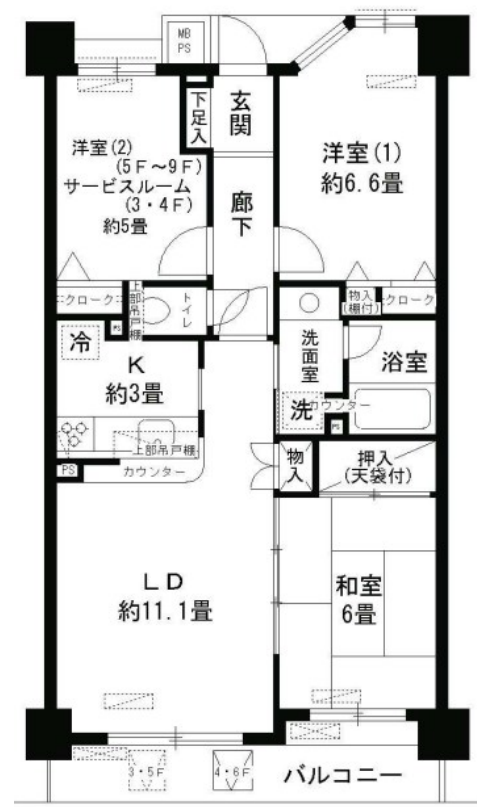 MB
PS
玄関
下足入
洋室(2)
(5F〜9F)
サービスルーム
(3・4F)
約5畳
洋室(1)
約6.6畳
廊下
クローク
上部吊戸棚
トイレ
物入
(棚付)
クローク
PS
冷
K
約3畳
洗面室
浴室
洗
カウンター
PS
上部吊戸棚
PS
カウンター
物入
押入
(天袋付)
LD
約11.1畳
和室
6畳
3・5F
4・6F
バルコニー